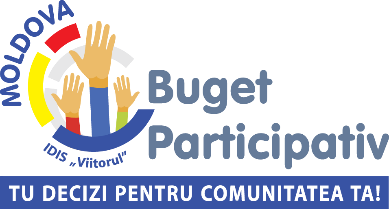 MOLDOVA
IDIS „Viitorul"
Buget
Participativ
TU DECIZI PENTRU COMUNITATEA TA!